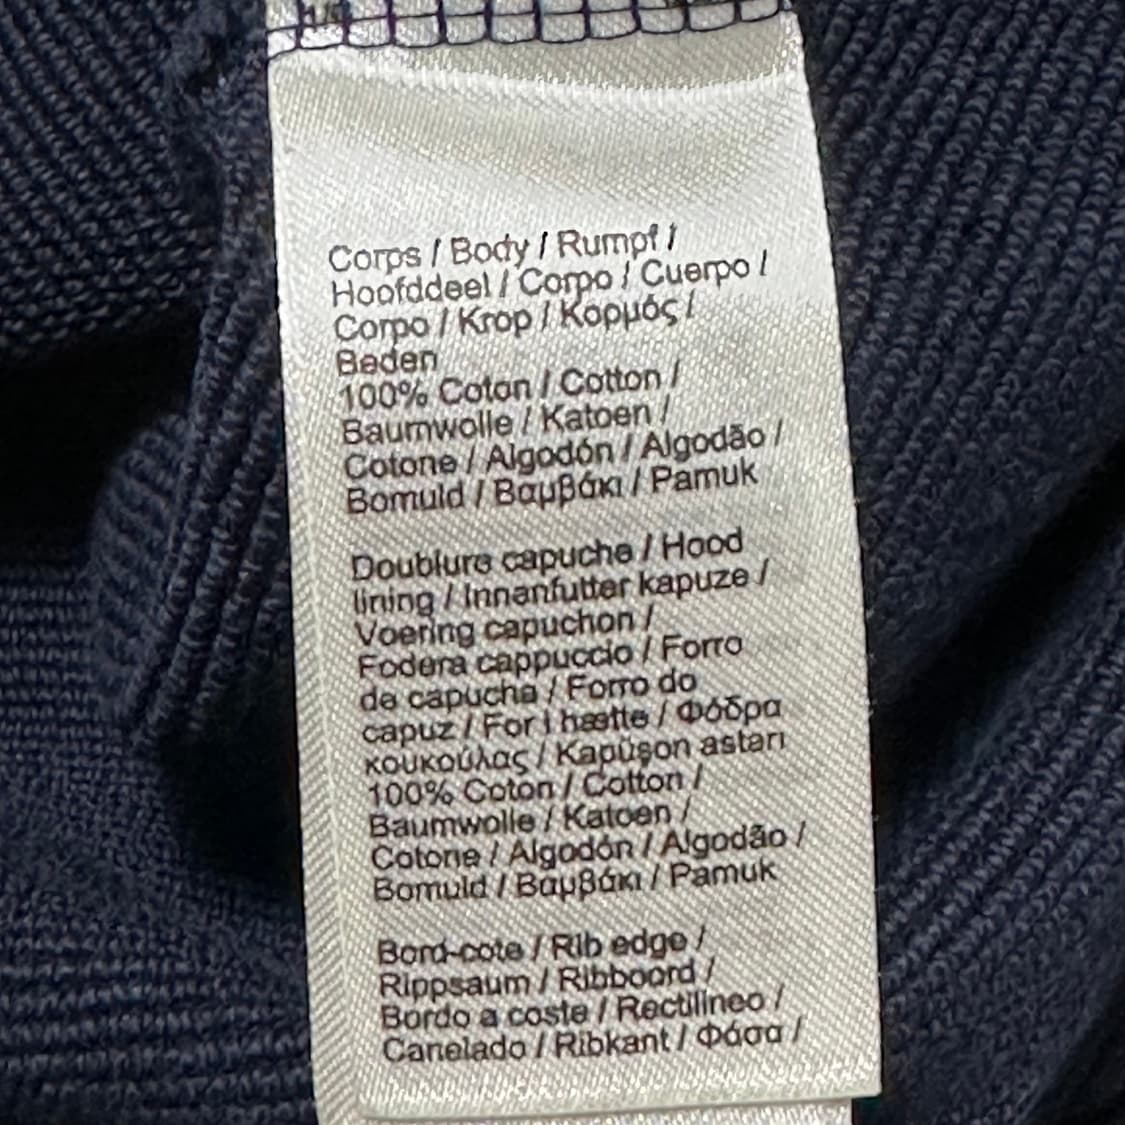 Corps / Body / Rumpf /
Hoofddeel / Corpo / Cuerpo /
Corpo / Krop / Κορμός /
Beden
100% Coton / Cotton /
Baumwolle / Katoen /
Cotone / Algodón / Algodão /
Bomuld / Βαμβάκι / Pamuk
Doublure capuche / Hood
lining / Innenfutter kapuze /
Voering capuchon /
Fodera cappuccio / Forro
de capucha / Forro do
capuz / For i hætte / Φόδρα
κουκούλας / Kapüşon astarı
100% Coton / Cotton /
Baumwolle / Katoen /
Cotone / Algodón / Algodão /
Bomuld / Βαμβάκι / Pamuk
Bord-cote / Rib edge /
Rippsaum / Ribboord /
Bordo a coste / Rectilineo /
Canelado / Ribkant / Φάσα /